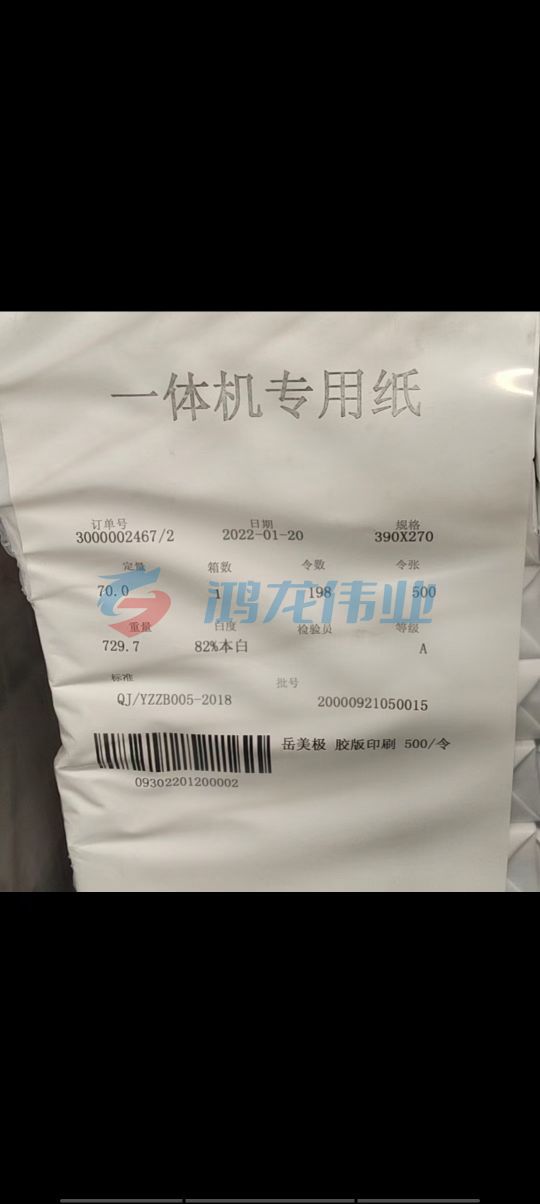 一体机专用纸
订单号 日期 规格
3000002467/2 2022-01-20 390X270
定量 箱数 令数 令张
70.0 1 198 500
鸿龙伟业
重量 白度 检验员 等级
729.7 82%本白 A
标准 批号
QJ/YZZB005-2018 20000921050015
岳美极 胶版印刷 500/令
09302201200002